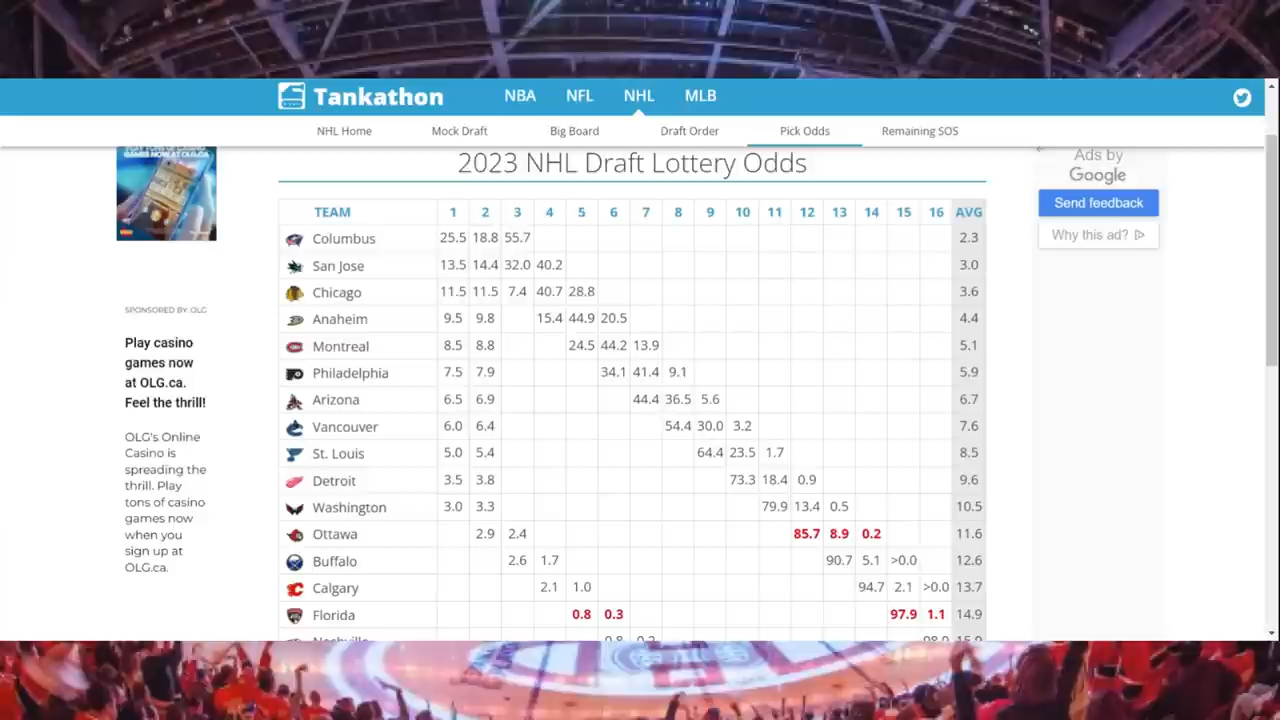 Tankathon NBA NFL NHL MLB
NHL Home Mock Draft Big Board Draft Order Pick Odds Remaining SOS
GAMES NOW AT OLG.CA.
2023 NHL Draft Lottery Odds
Ads by
Google
Send feedback
Why this ad?
TEAM 1 2 3 4 5 6 7 8 9 10 11 12 13 14 15 16 AVG
Columbus 25.5 18.8 55.7 2.3
San Jose 13.5 14.4 32.0 40.2 3.0
Chicago 11.5 11.5 7.4 40.7 28.8 3.6
Anaheim 9.5 9.8 15.4 44.9 20.5 4.4
Montreal 8.5 8.8 24.5 44.2 13.9 5.1
Philadelphia 7.5 7.9 34.1 41.4 9.1 5.9
Arizona 6.5 6.9 44.4 36.5 5.6 6.7
Vancouver 6.0 6.4 54.4 30.0 3.2 7.6
St. Louis 5.0 5.4 64.4 23.5 1.7 8.5
Detroit 3.5 3.8 73.3 18.4 0.9 9.6
Washington 3.0 3.3 79.9 13.4 0.5 10.5
Ottawa 2.9 2.4 85.7 8.9 0.2 11.6
Buffalo 2.6 1.7 90.7 5.1 >0.0 12.6
Calgary 2.1 1.0 94.7 2.1 >0.0 13.7
Florida 0.8 0.3 97.9 1.1 14.9
SPONSORED BY: OLG
Play casino
games now
at OLG.ca.
Feel the thrill!
OLG's Online
Casino is
spreading the
thrill. Play
tons of casino
games now
when you
sign up at
OLG.ca.